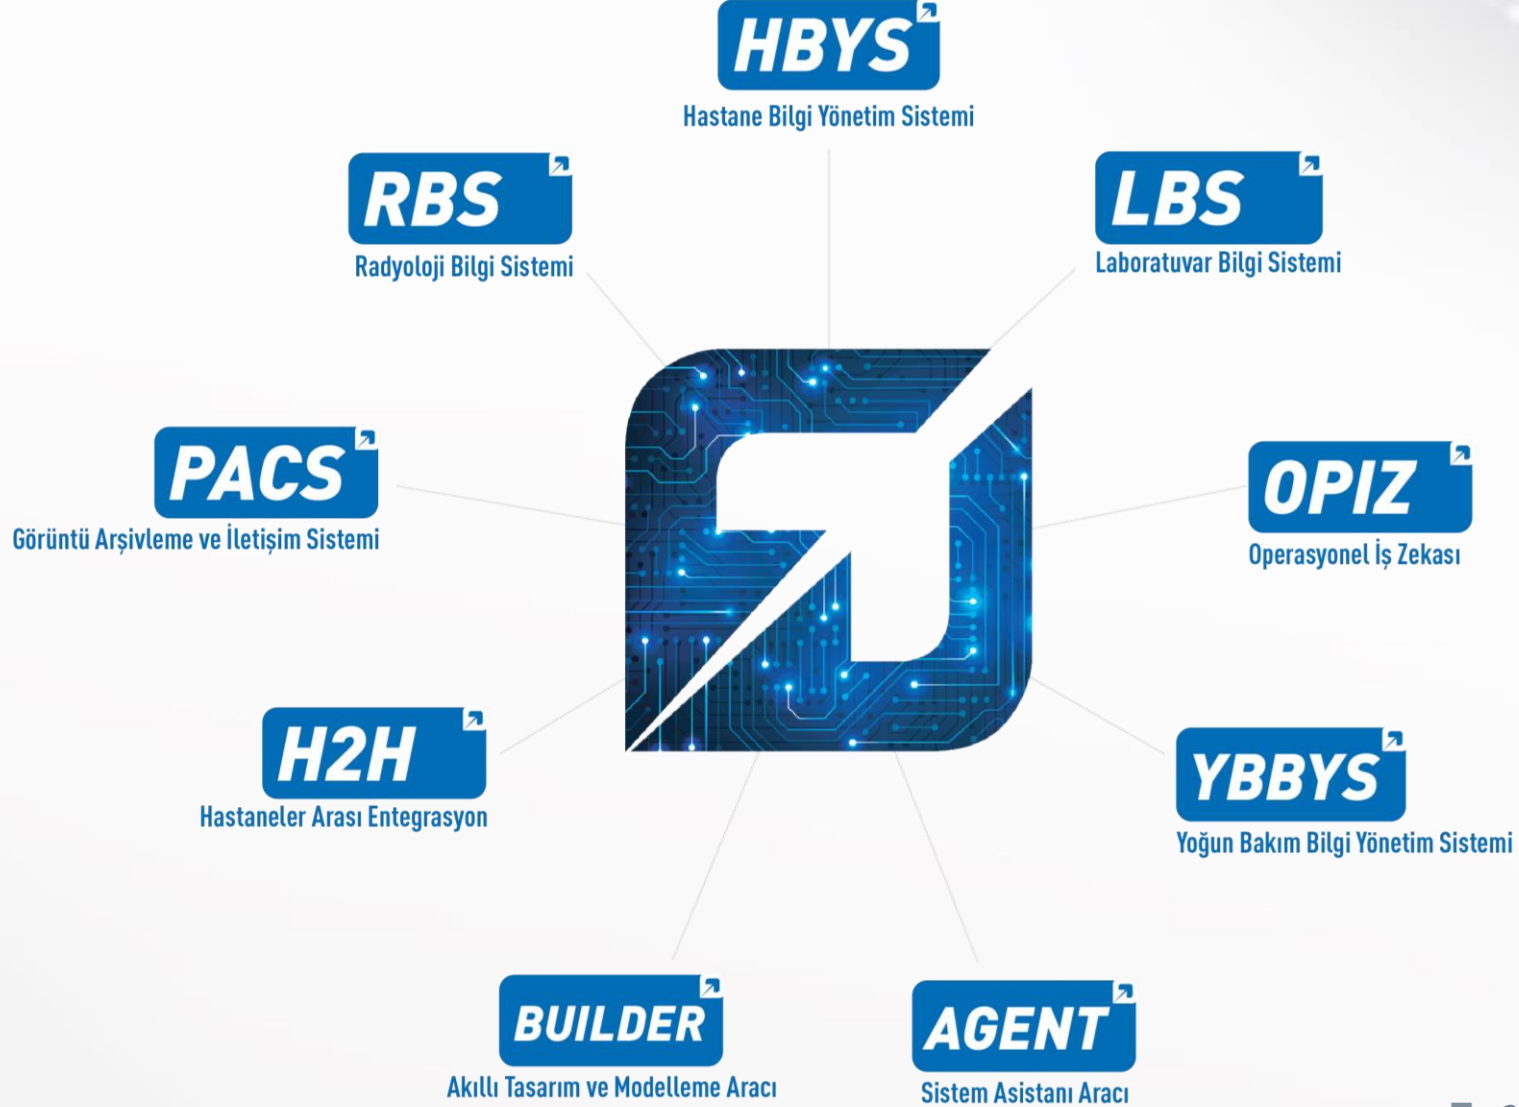 HBYS
Hastane Bilgi Yönetim Sistemi
RBS
Radyoloji Bilgi Sistemi
LBS
Laboratuvar Bilgi Sistemi
PACS
Görüntü Arşivleme ve İletişim Sistemi
OPIZ
Operasyonel İş Zekası
H2H
Hastaneler Arası Entegrasyon
YBBYS
Yoğun Bakım Bilgi Yönetim Sistemi
BUILDER
Akıllı Tasarım ve Modelleme Aracı
AGENT
Sistem Asistanı Aracı